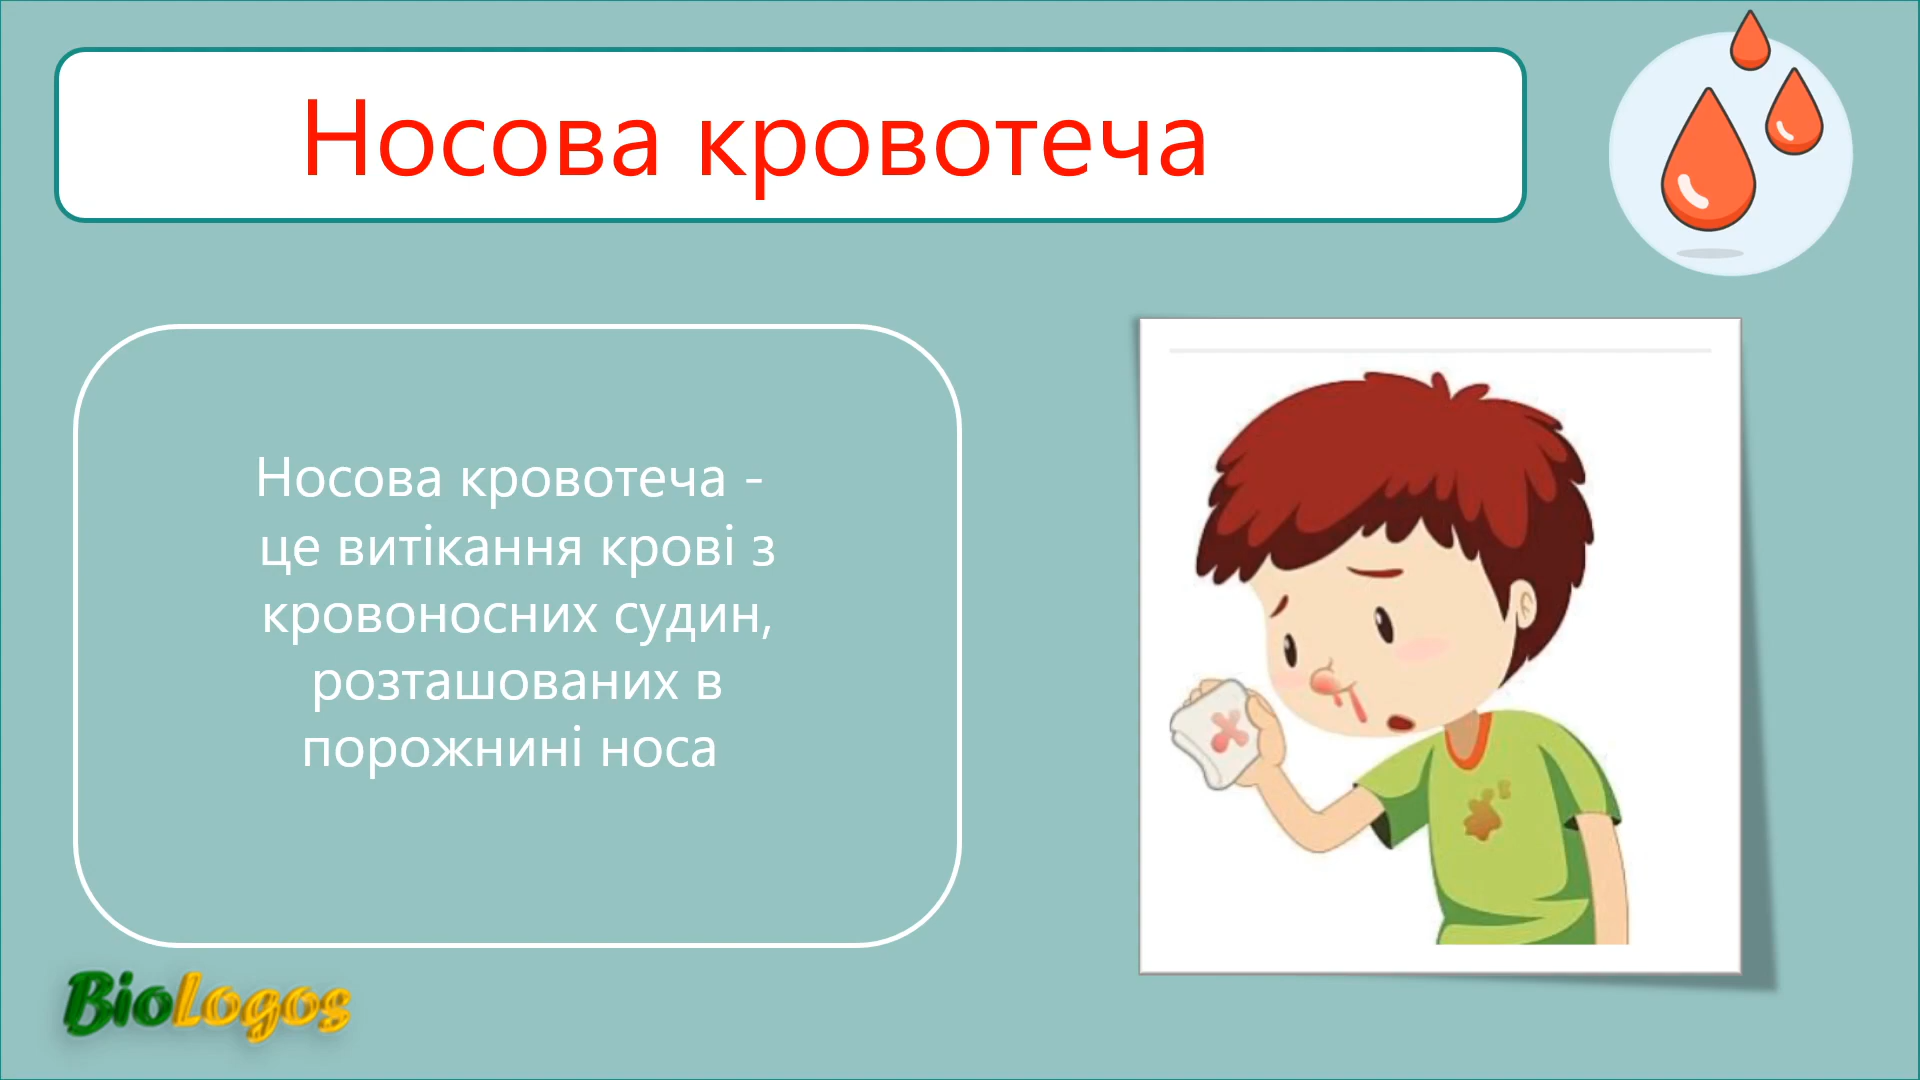 Носова кровотеча
Носова кровотеча -
це витікання крові з
кровоносних судин,
розташованих в
порожнині носа
BioLogos